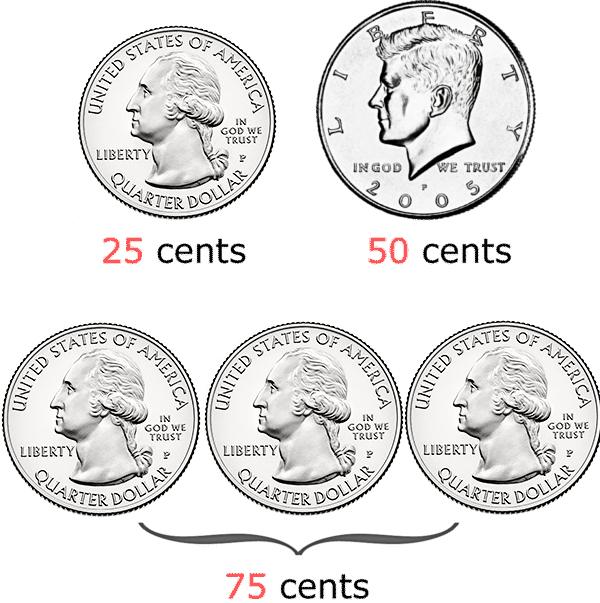 UNITED STATES OF AMERICA
IN
GOD WE
TRUST
LIBERTY
P
QUARTER DOLLAR
LIBERTY
IN GOD WE TRUST
P
2005
25 cents
50 cents
UNITED STATES OF AMERICA
IN
GOD WE
TRUST
LIBERTY
P
QUARTER DOLLAR
UNITED STATES OF AMERICA
IN
GOD WE
TRUST
LIBERTY
P
QUARTER DOLLAR
UNITED STATES OF AMERICA
IN
GOD WE
TRUST
LIBERTY
P
QUARTER DOLLAR
75 cents